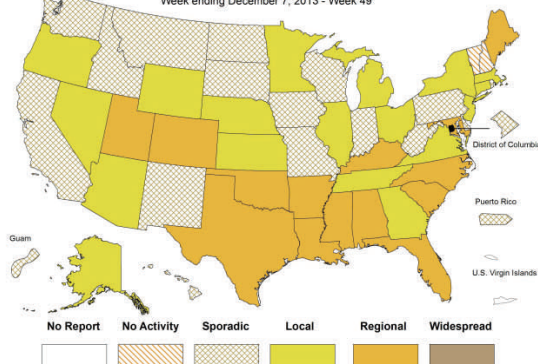 Week ending December 7, 2013 - Week 49
District of Columbia
Puerto Rico
Guam
U.S. Virgin Islands
No Report No Activity Sporadic Local Regional Widespread